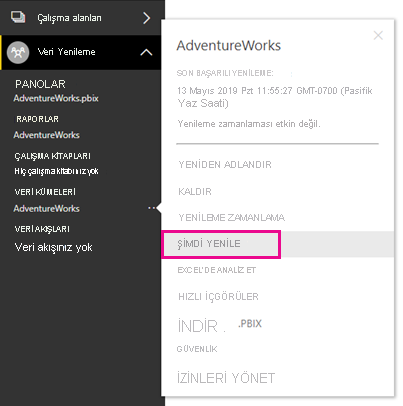 Çalışma alanları
Veri Yenileme
PANOLAR
AdventureWorks.pbix
RAPORLAR
AdventureWorks
ÇALIŞMA KİTAPLARI
Hiç çalışma kitabınız yok
VERİ KÜMELERİ
AdventureWorks
VERİ AKIŞLARI
Veri akışınız yok
AdventureWorks
SON BAŞARILI YENİLEME:
13 Mayıs 2019 Pzt 11:55:27 GMT-0700 (Pasifik
Yaz Saati)
Yenileme zamanlaması etkin değil.
YENİDEN ADLANDIR
KALDIR
YENİLEME ZAMANLAMA
ŞİMDİ YENİLE
EXCEL'DE ANALİZ ET
HIZLI İÇGÖRÜLER
İNDİR . .PBIX
GÜVENLİK
İZİNLERİ YÖNET